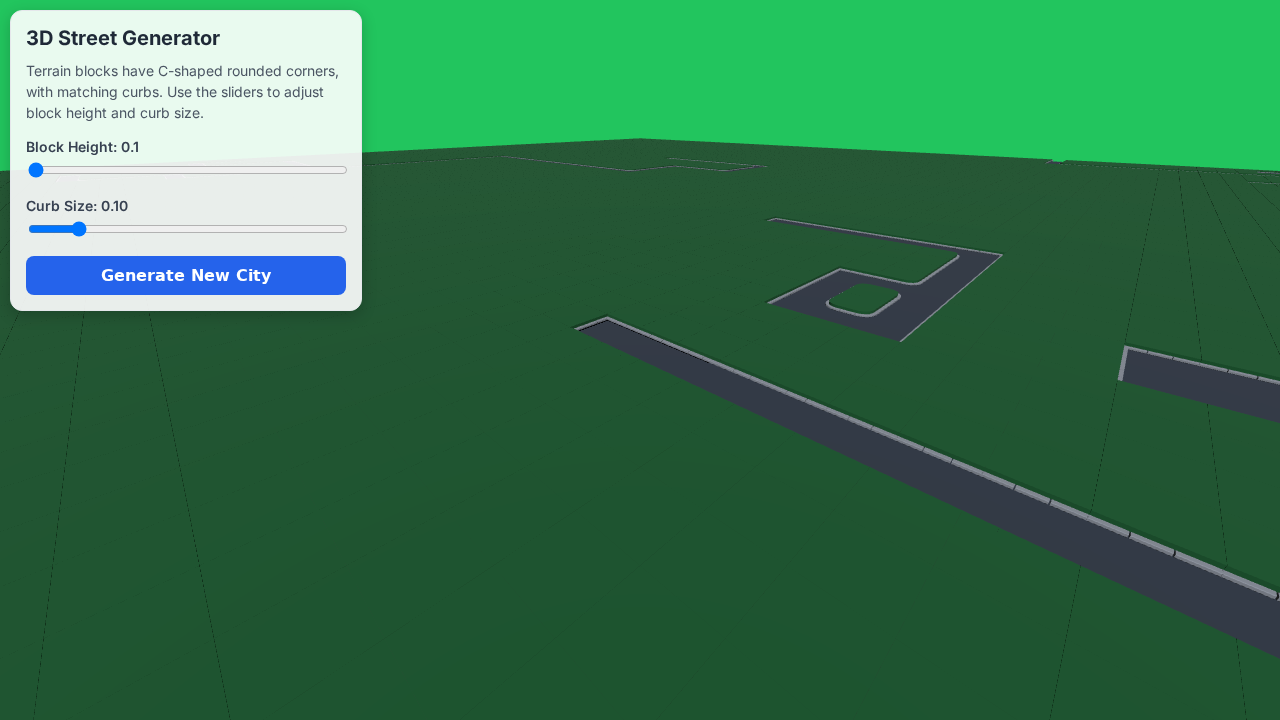 3D Street Generator
Terrain blocks have C-shaped rounded corners,
with matching curbs. Use the sliders to adjust
block height and curb size.
Block Height: 0.1
Curb Size: 0.10
Generate New City